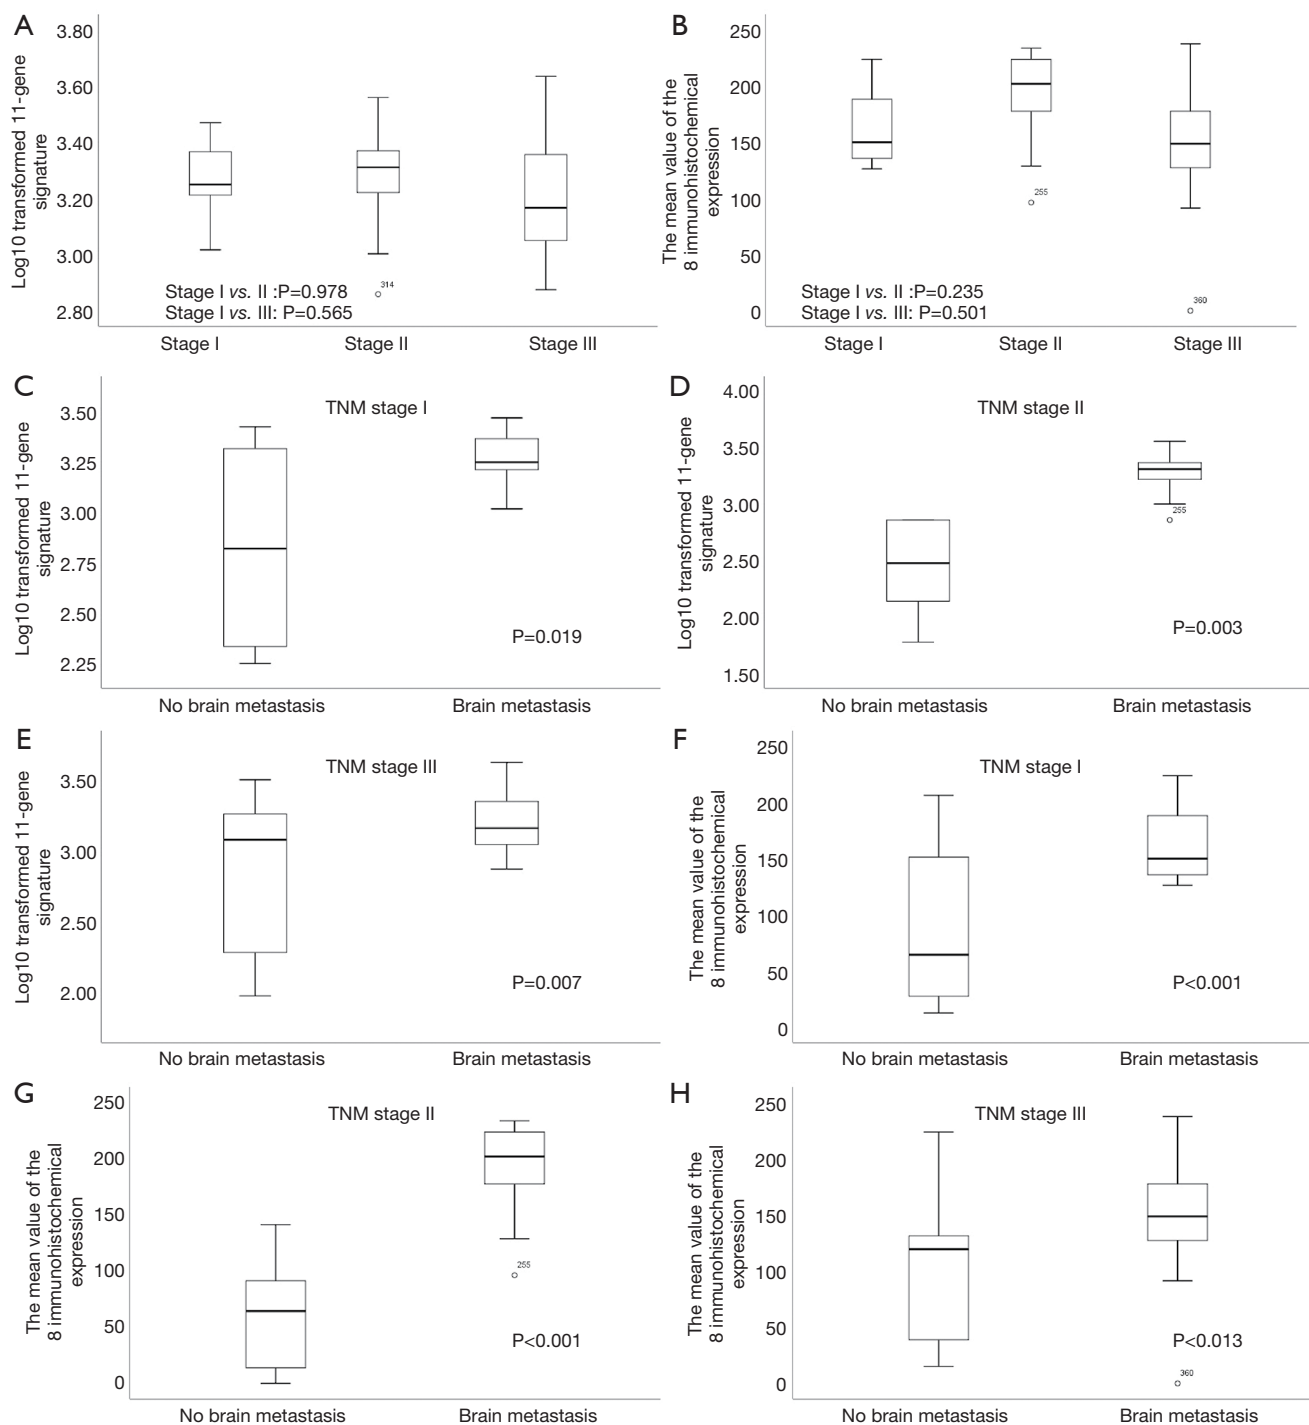 A
Log10 transformed 11-gene
signature
3.80
3.60
3.40
3.20
3.00
2.80
314
Stage I vs. II :P=0.978
Stage I vs. III: P=0.565
Stage I
Stage II
Stage III
B
The mean value of the
8 immunohistochemical
expression
250
200
150
100
50
0
255
360
Stage I vs. II :P=0.235
Stage I vs. III: P=0.501
Stage I
Stage II
Stage III
C
Log10 transformed 11-gene
signature
3.50
3.25
3.00
2.75
2.50
2.25
TNM stage I
P=0.019
No brain metastasis
Brain metastasis
D
Log10 transformed 11-gene
signature
4.00
3.50
3.00
2.50
2.00
1.50
TNM stage II
255
P=0.003
No brain metastasis
Brain metastasis
E
Log10 transformed 11-gene
signature
3.50
3.00
2.50
2.00
TNM stage III
P=0.007
No brain metastasis
Brain metastasis
F
The mean value of the
8 immunohistochemical
expression
250
200
150
100
50
0
TNM stage I
P<0.001
No brain metastasis
Brain metastasis
G
The mean value of the
8 immunohistochemical
expression
250
200
150
100
50
0
TNM stage II
255
P<0.001
No brain metastasis
Brain metastasis
H
The mean value of the
8 immunohistochemical
expression
250
200
150
100
50
0
TNM stage III
P<0.013
360
No brain metastasis
Brain metastasis